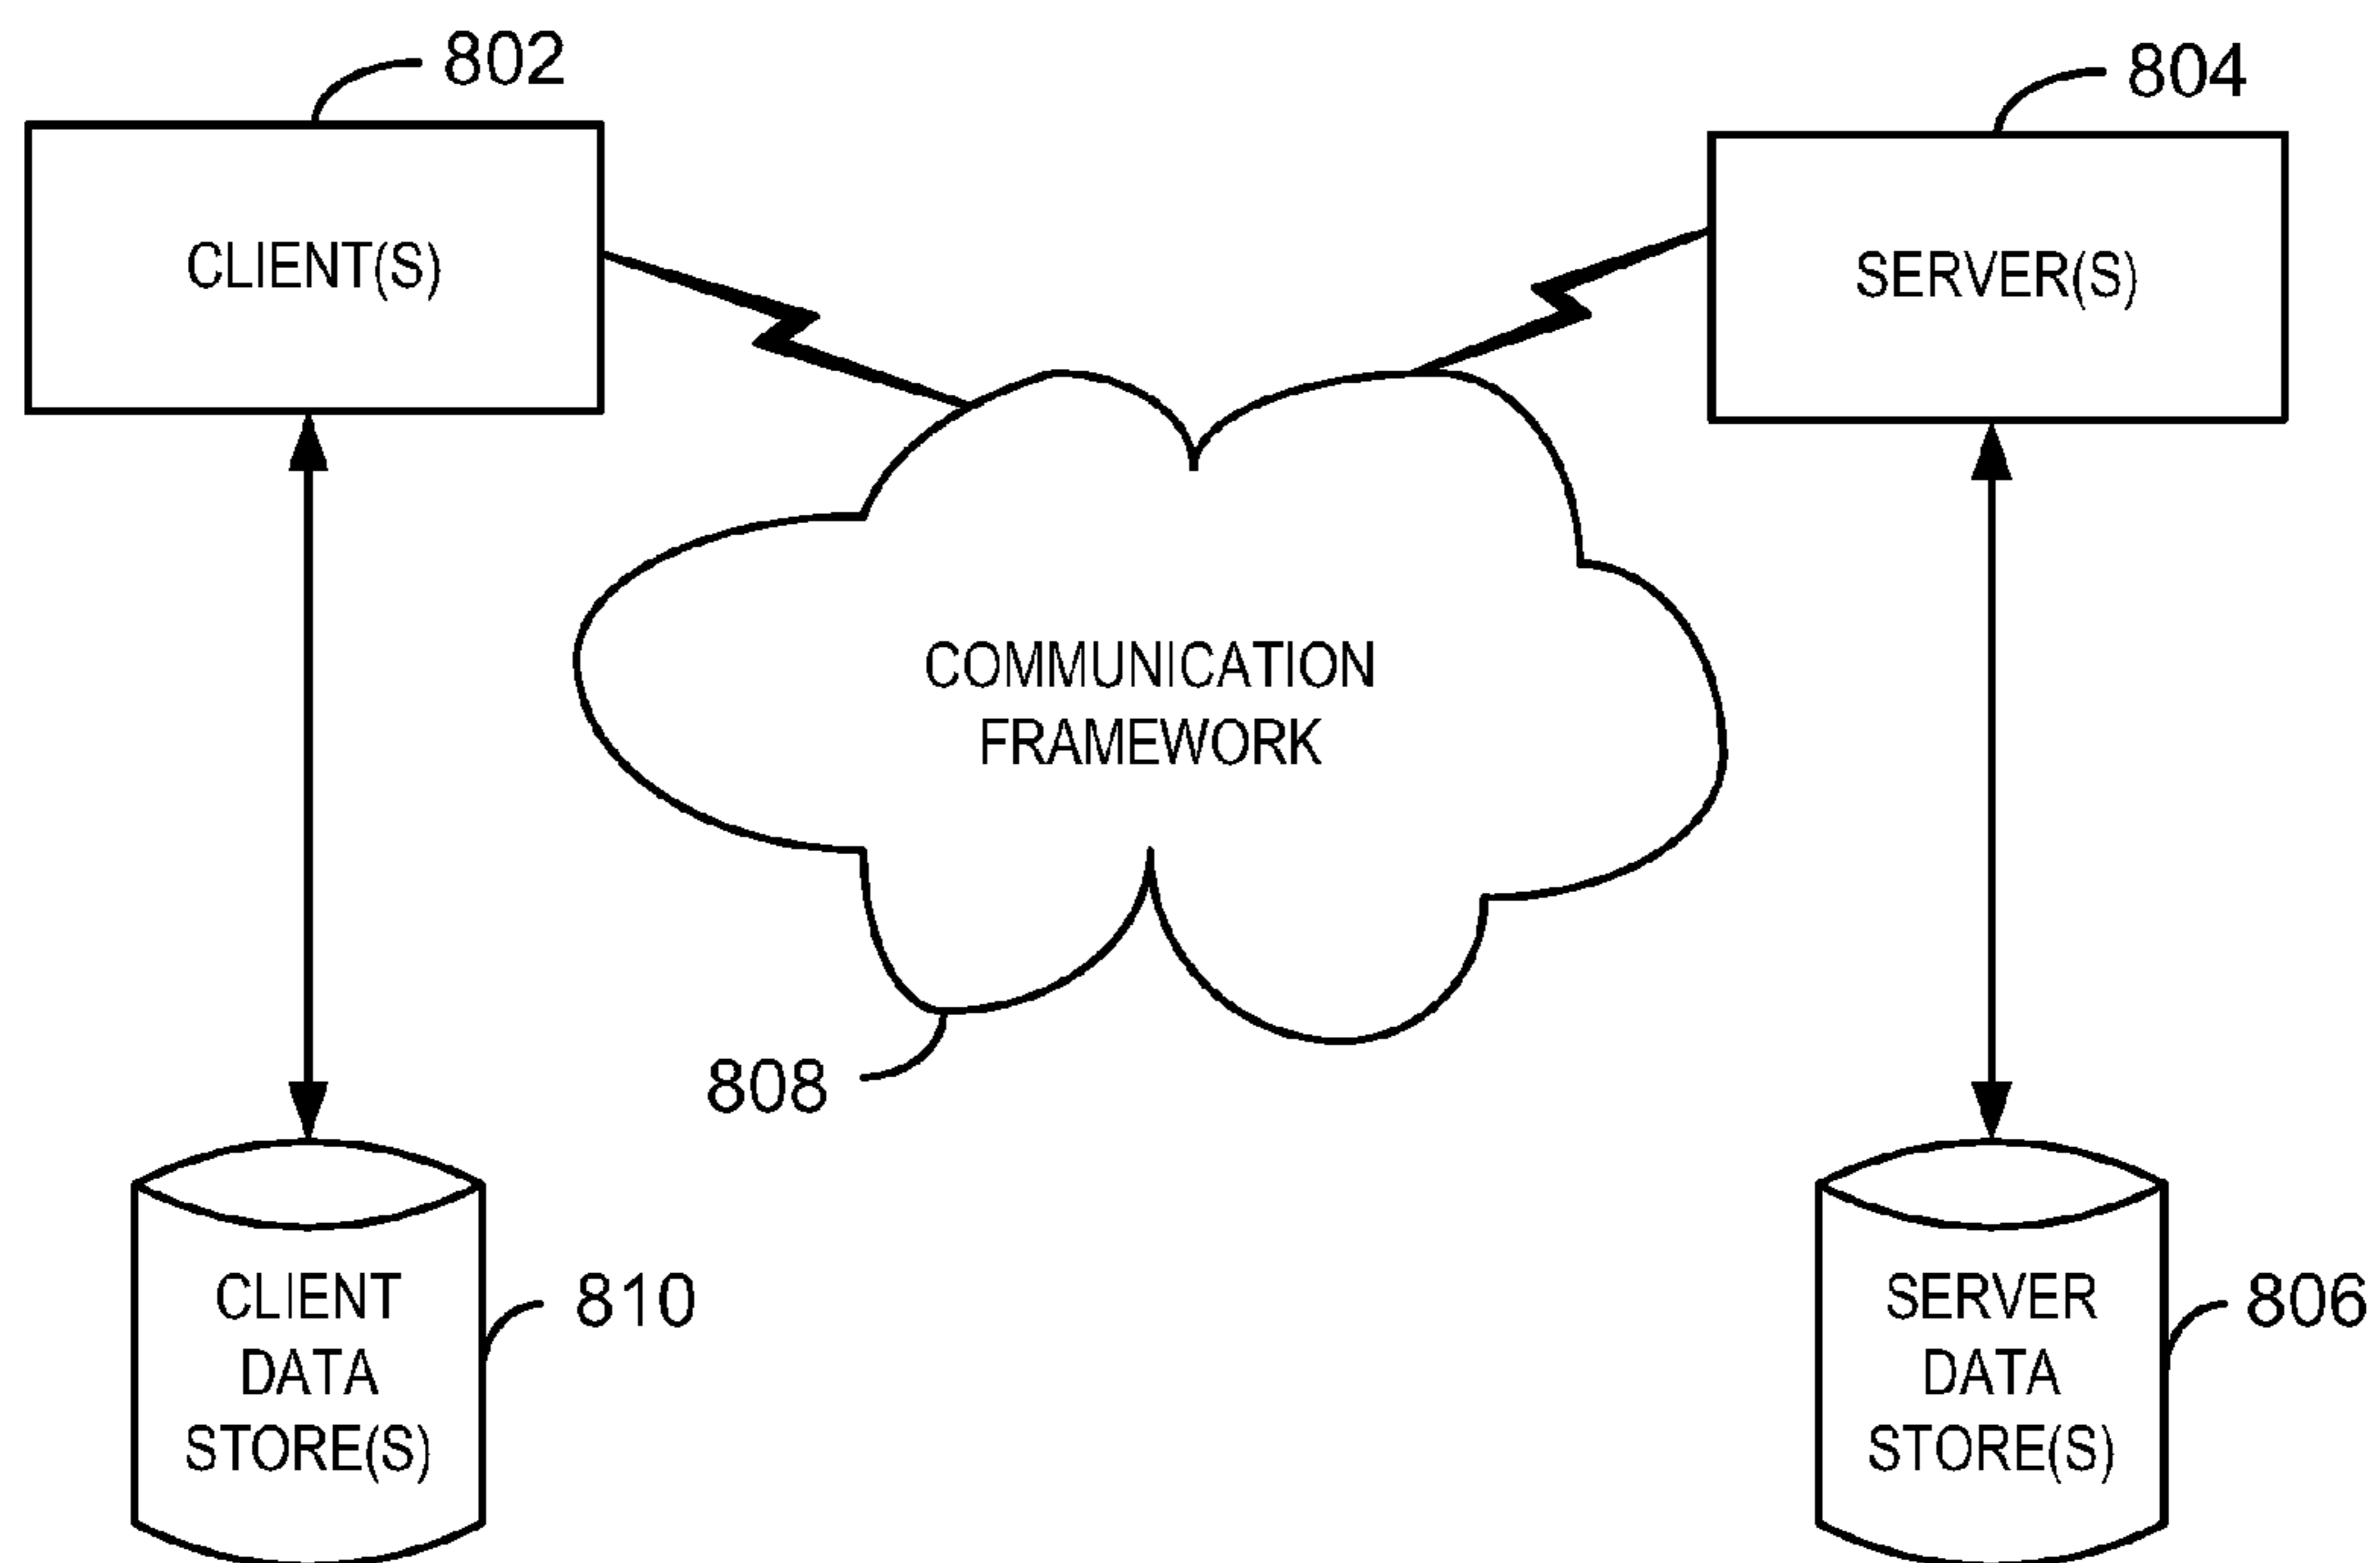 802
804
CLIENT(S)
SERVER(S)
COMMUNICATION
FRAMEWORK
808
CLIENT
DATA
STORE(S)
810
SERVER
DATA
STORE(S)
806